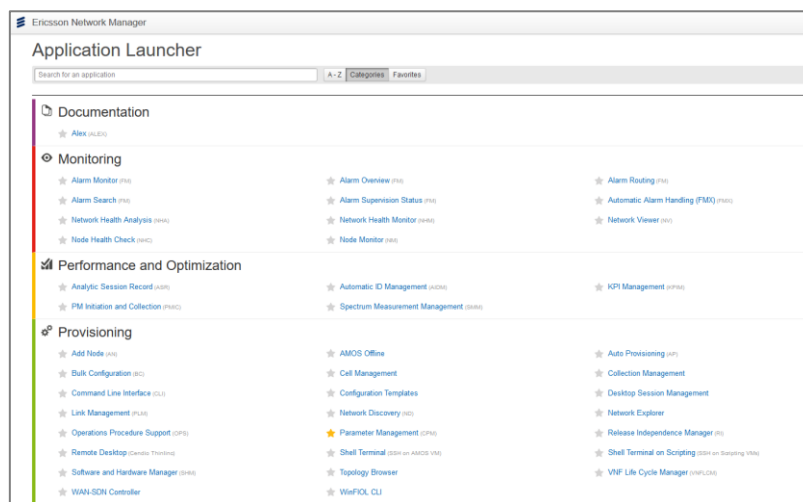 Ericsson Network Manager
Application Launcher
Search for an application A - Z Categories Favorites
Documentation
Alex (ALEX)
Monitoring
Alarm Monitor (FM) Alarm Overview (FM) Alarm Routing (FM)
Alarm Search (FM) Alarm Supervision Status (FM) Automatic Alarm Handling (FMX) (FMX)
Network Health Analysis (NHA) Network Health Monitor (NHM) Network Viewer (NV)
Node Health Check (NHC) Node Monitor (NM)
Performance and Optimization
Analytic Session Record (ASR) Automatic ID Management (AIDM) KPI Management (KPIM)
PM Initiation and Collection (PMIC) Spectrum Measurement Management (SMM)
Provisioning
Add Node (AN) AMOS Offline Auto Provisioning (AP)
Bulk Configuration (BC) Cell Management Collection Management
Command Line Interface (CLI) Configuration Templates Desktop Session Management
Link Management (PLM) Network Discovery (ND) Network Explorer
Operations Procedure Support (OPS) Parameter Management (CPM) Release Independence Manager (RI)
Remote Desktop (Cendio Thinlinc) Shell Terminal (SSH on AMOS VM) Shell Terminal on Scripting (SSH on Scripting VMs)
Software and Hardware Manager (SHM) Topology Browser VNF Life Cycle Manager (VNFLCM)
WAN-SDN Controller WinFIOL CLI